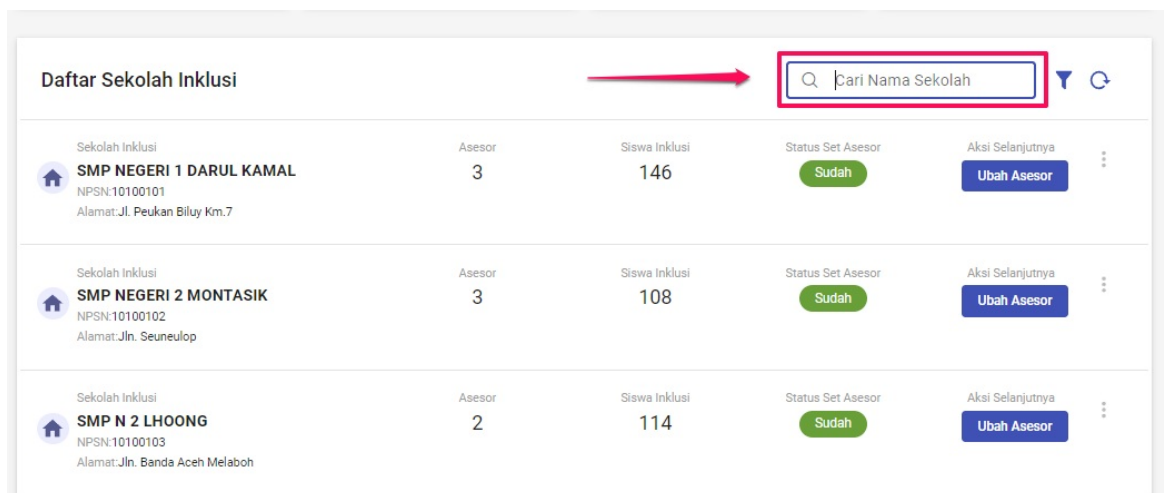 Daftar Sekolah Inklusi
Cari Nama Sekolah
Sekolah Inklusi Asesor Siswa Inklusi Status Set Asesor Aksi Selanjutnya
SMP NEGERI 1 DARUL KAMAL 3 146 Sudah Ubah Asesor
NPSN:10100101
Alamat:Jl. Peukan Biluy Km.7
Sekolah Inklusi Asesor Siswa Inklusi Status Set Asesor Aksi Selanjutnya
SMP NEGERI 2 MONTASIK 3 108 Sudah Ubah Asesor
NPSN:10100102
Alamat:Jln. Seuneulop
Sekolah Inklusi Asesor Siswa Inklusi Status Set Asesor Aksi Selanjutnya
SMP N 2 LHOONG 2 114 Sudah Ubah Asesor
NPSN:10100103
Alamat:Jln. Banda Aceh Melaboh